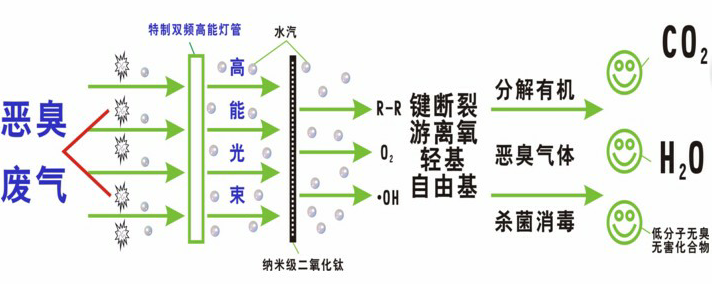 特制双频高能灯管
水汽
恶臭
废气
高
能
光
束
纳米级二氧化钛
R-R 键断裂
O₂ 游离氧
轻基
·OH 自由基
分解有机
恶臭气体
杀菌消毒
CO₂
H₂O
低分子无臭
无害化合物